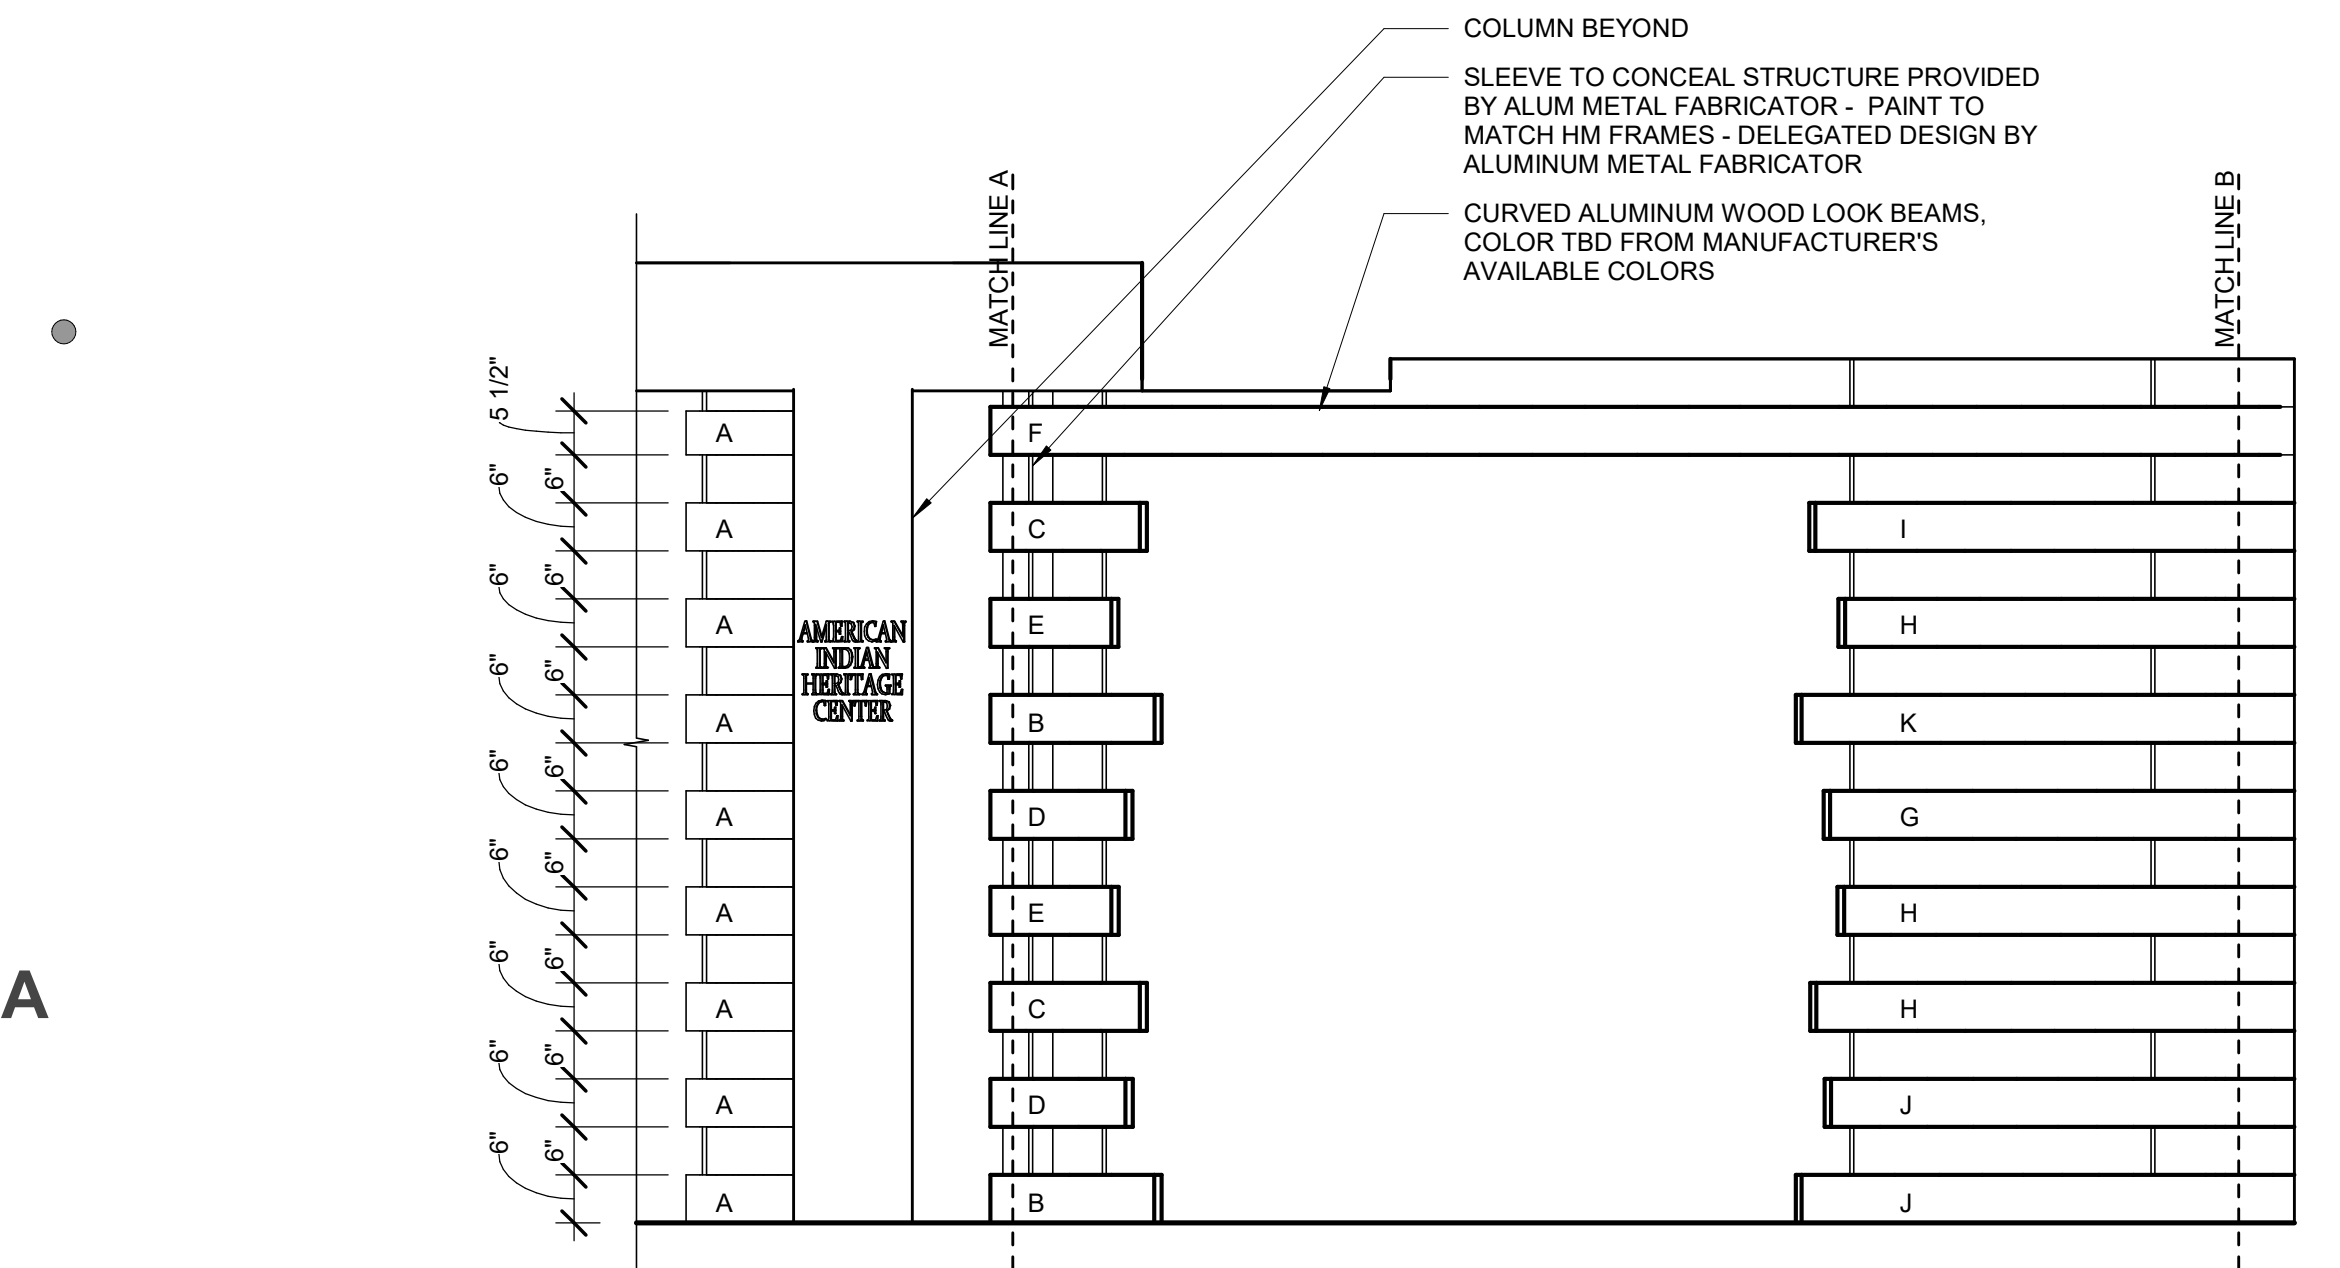 COLUMN BEYOND
SLEEVE TO CONCEAL STRUCTURE PROVIDED
BY ALUM METAL FABRICATOR -  PAINT TO
MATCH HM FRAMES - DELEGATED DESIGN BY
ALUMINUM METAL FABRICATOR
CURVED ALUMINUM WOOD LOOK BEAMS,
COLOR TBD FROM MANUFACTURER'S
AVAILABLE COLORS
MATCH LINE A
MATCH LINE B
5 1/2"
A
F
6"
6"
A
C
I
6"
6"
A
E
H
AMERICAN
INDIAN
HERITAGE
CENTER
6"
6"
A
B
K
6"
6"
A
D
G
6"
6"
A
E
H
6"
6"
A
C
H
A
6"
6"
A
D
J
6"
6"
A
B
J